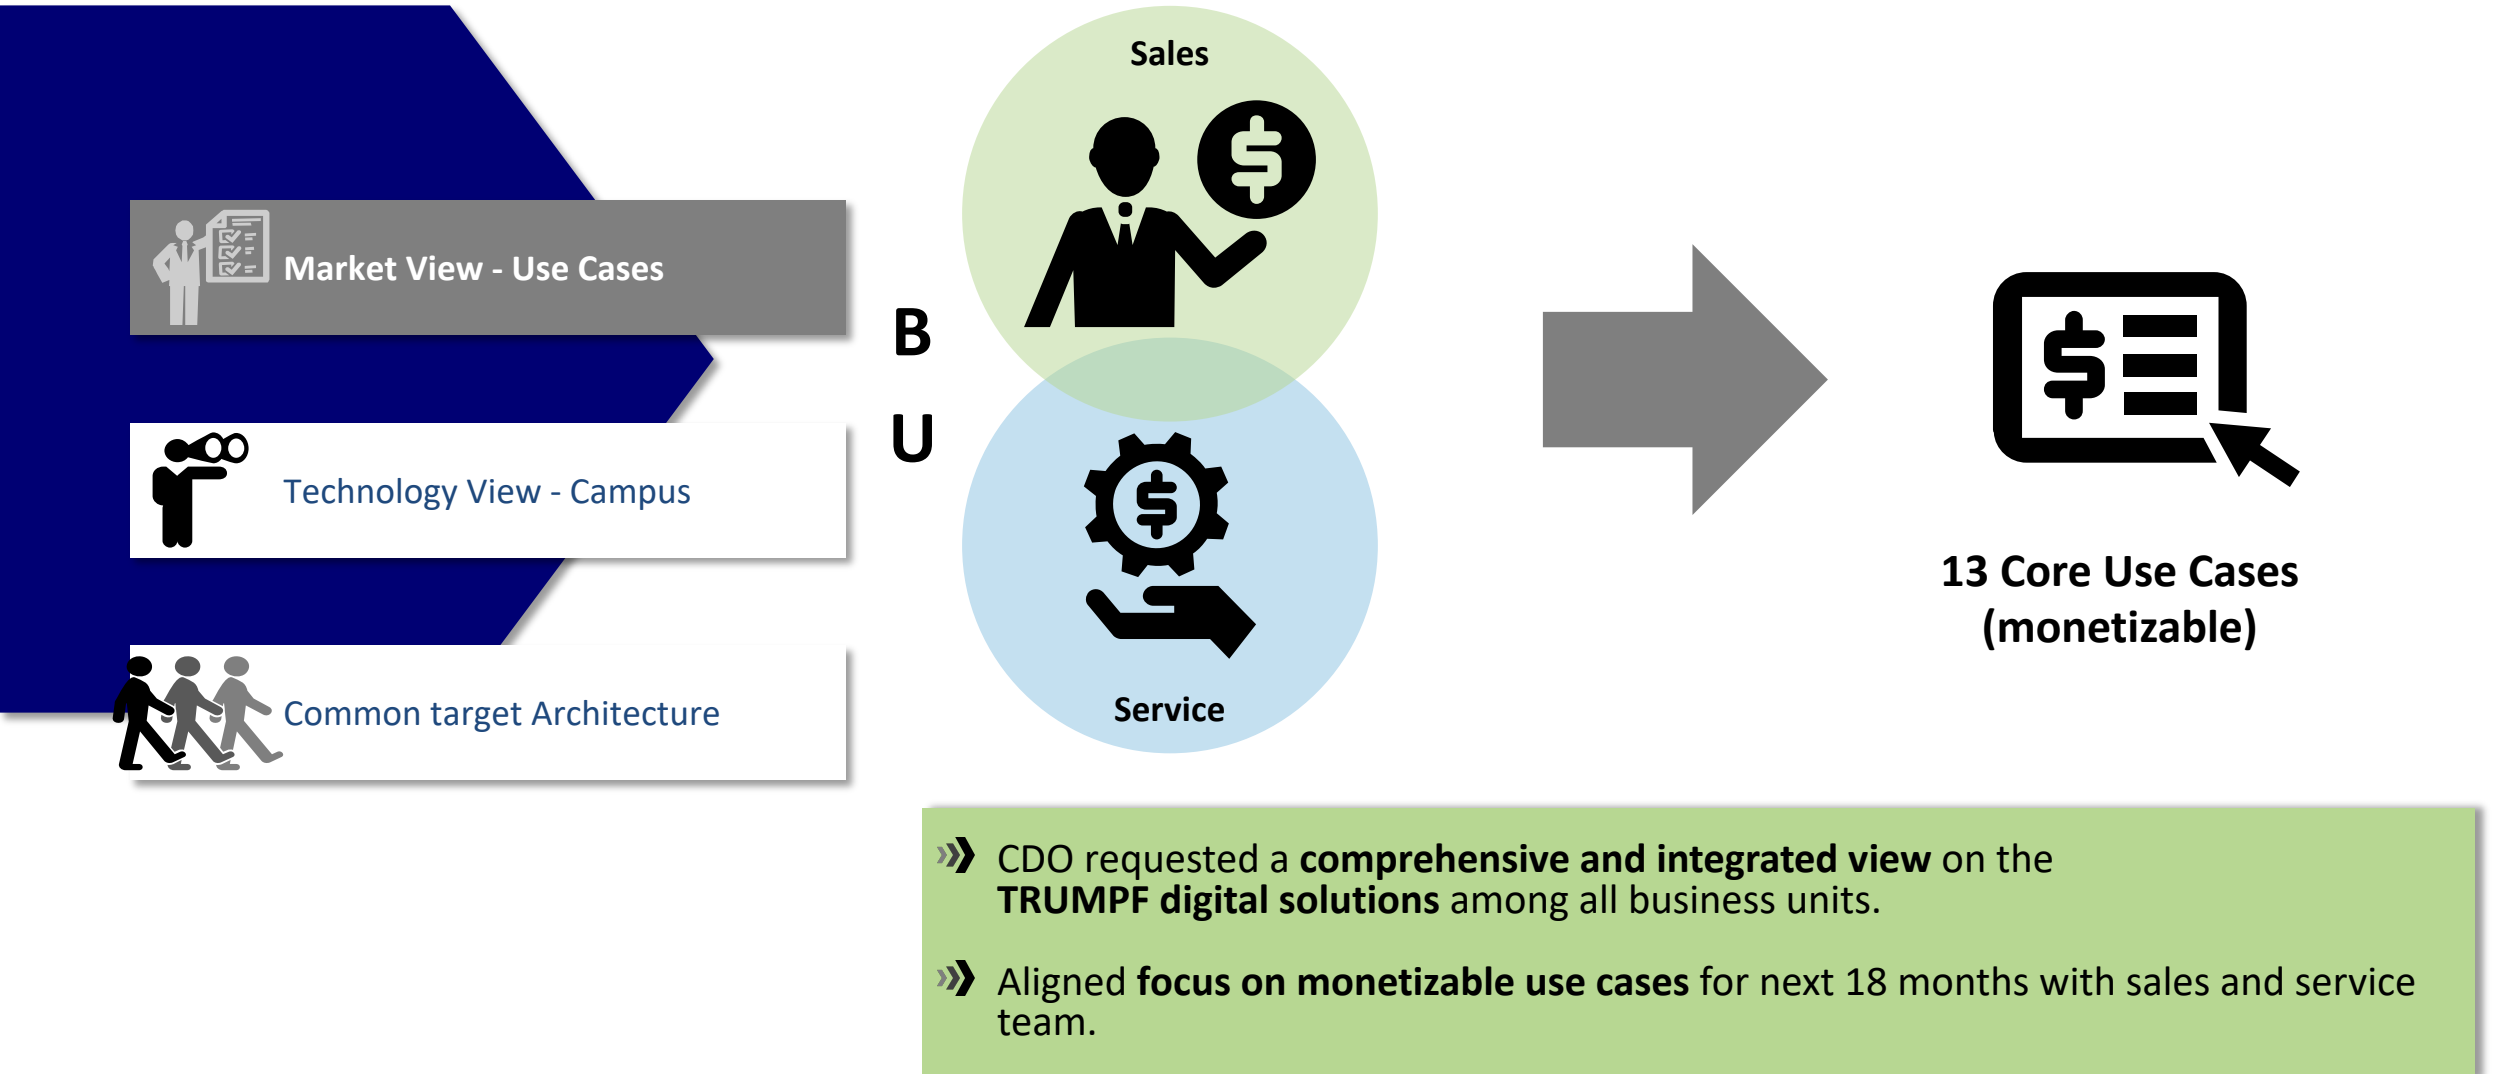 Market View - Use Cases
Technology View - Campus
Common target Architecture
B
U
Sales
Service
13 Core Use Cases
(monetizable)
CDO requested a comprehensive and integrated view on the
TRUMPF digital solutions among all business units.
Aligned focus on monetizable use cases for next 18 months with sales and service
team.